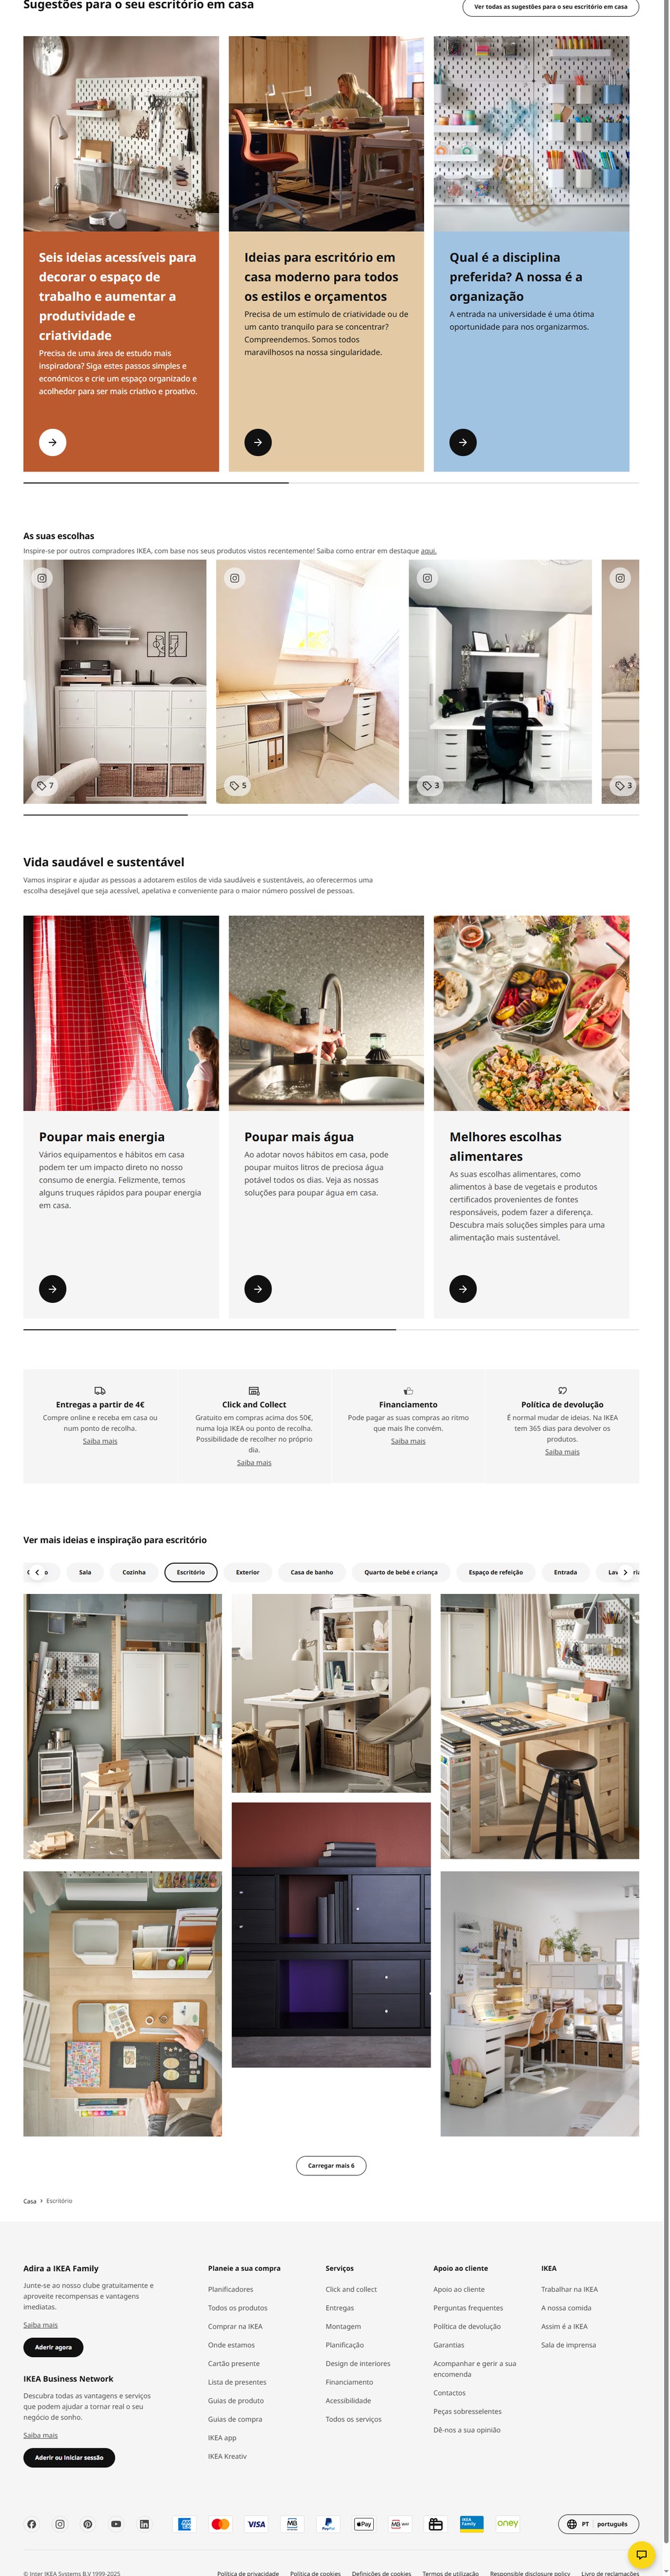 Sugestões para o seu escritório em casa
Ver todas as sugestões para o seu escritório em casa
Seis ideias acessíveis para
decorar o espaço de
trabalho e aumentar a
produtividade e
criatividade
Precisa de uma área de estudo mais
inspiradora? Siga estes passos simples e
económicos e crie um espaço organizado e
acolhedor para ser mais criativo e proativo.
Ideias para escritório em
casa moderno para todos
os estilos e orçamentos
Precisa de um estímulo de criatividade ou de
um canto tranquilo para se concentrar?
Compreendemos. Somos todos
maravilhosos na nossa singularidade.
Qual é a disciplina
preferida? A nossa é a
organização
A entrada na universidade é uma ótima
oportunidade para nos organizarmos.
As suas escolhas
Inspire-se por outros compradores IKEA, com base nos seus produtos vistos recentemente! Saiba como entrar em destaque aqui.
7
5
3
3
Vida saudável e sustentável
Vamos inspirar e ajudar as pessoas a adotarem estilos de vida saudáveis e sustentáveis, ao oferecermos uma
escolha desejável que seja acessível, apelativa e conveniente para o maior número possível de pessoas.
Poupar mais energia
Vários equipamentos e hábitos em casa
podem ter um impacto direto no nosso
consumo de energia. Felizmente, temos
alguns truques rápidos para poupar energia
em casa.
Poupar mais água
Ao adotar novos hábitos em casa, pode
poupar muitos litros de preciosa água
potável todos os dias. Veja as nossas
soluções para poupar água em casa.
Melhores escolhas
alimentares
As suas escolhas alimentares, como
alimentos à base de vegetais e produtos
certificados provenientes de fontes
responsáveis, podem fazer a diferença.
Descubra mais soluções simples para uma
alimentação mais sustentável.
Entregas a partir de 4€
Compre online e receba em casa ou
num ponto de recolha.
Saiba mais
Click and Collect
Gratuito em compras acima dos 50€,
numa loja IKEA ou ponto de recolha.
Possibilidade de recolher no próprio
dia.
Saiba mais
Financiamento
Pode pagar as suas compras ao ritmo
que mais lhe convém.
Saiba mais
Política de devolução
É normal mudar de ideias. Na IKEA
tem 365 dias para devolver os
produtos.
Saiba mais
Ver mais ideias e inspiração para escritório
Sala
Cozinha
Escritório
Exterior
Casa de banho
Quarto de bebé e criança
Espaço de refeição
Entrada
Carregar mais 6
Casa › Escritório
Adira a IKEA Family
Junte-se ao nosso clube gratuitamente e
aproveite recompensas e vantagens
imediatas.
Saiba mais
Aderir agora
IKEA Business Network
Descubra todas as vantagens e serviços
que podem ajudar a tornar real o seu
negócio de sonho.
Saiba mais
Aderir ou Iniciar sessão
Planeie a sua compra
Planificadores
Todos os produtos
Comprar na IKEA
Onde estamos
Cartão presente
Lista de presentes
Guias de produto
Guias de compra
IKEA app
IKEA Kreativ
Serviços
Click and collect
Entregas
Montagem
Planificação
Design de interiores
Financiamento
Acessibilidade
Todos os serviços
Apoio ao cliente
Apoio ao cliente
Perguntas frequentes
Política de devolução
Garantias
Acompanhar e gerir a sua
encomenda
Contactos
Peças sobresselentes
Dê-nos a sua opinião
IKEA
Trabalhar na IKEA
A nossa comida
Assim é a IKEA
Sala de imprensa
VISA
PayPal
Pay
MB WAY
IKEA
Family
oney
PT português
© Inter IKEA Systems B.V 1999-2025
Política de privacidade
Política de cookies
Definições de cookies
Termos de utilização
Responsible disclosure policy
Livro de reclamações